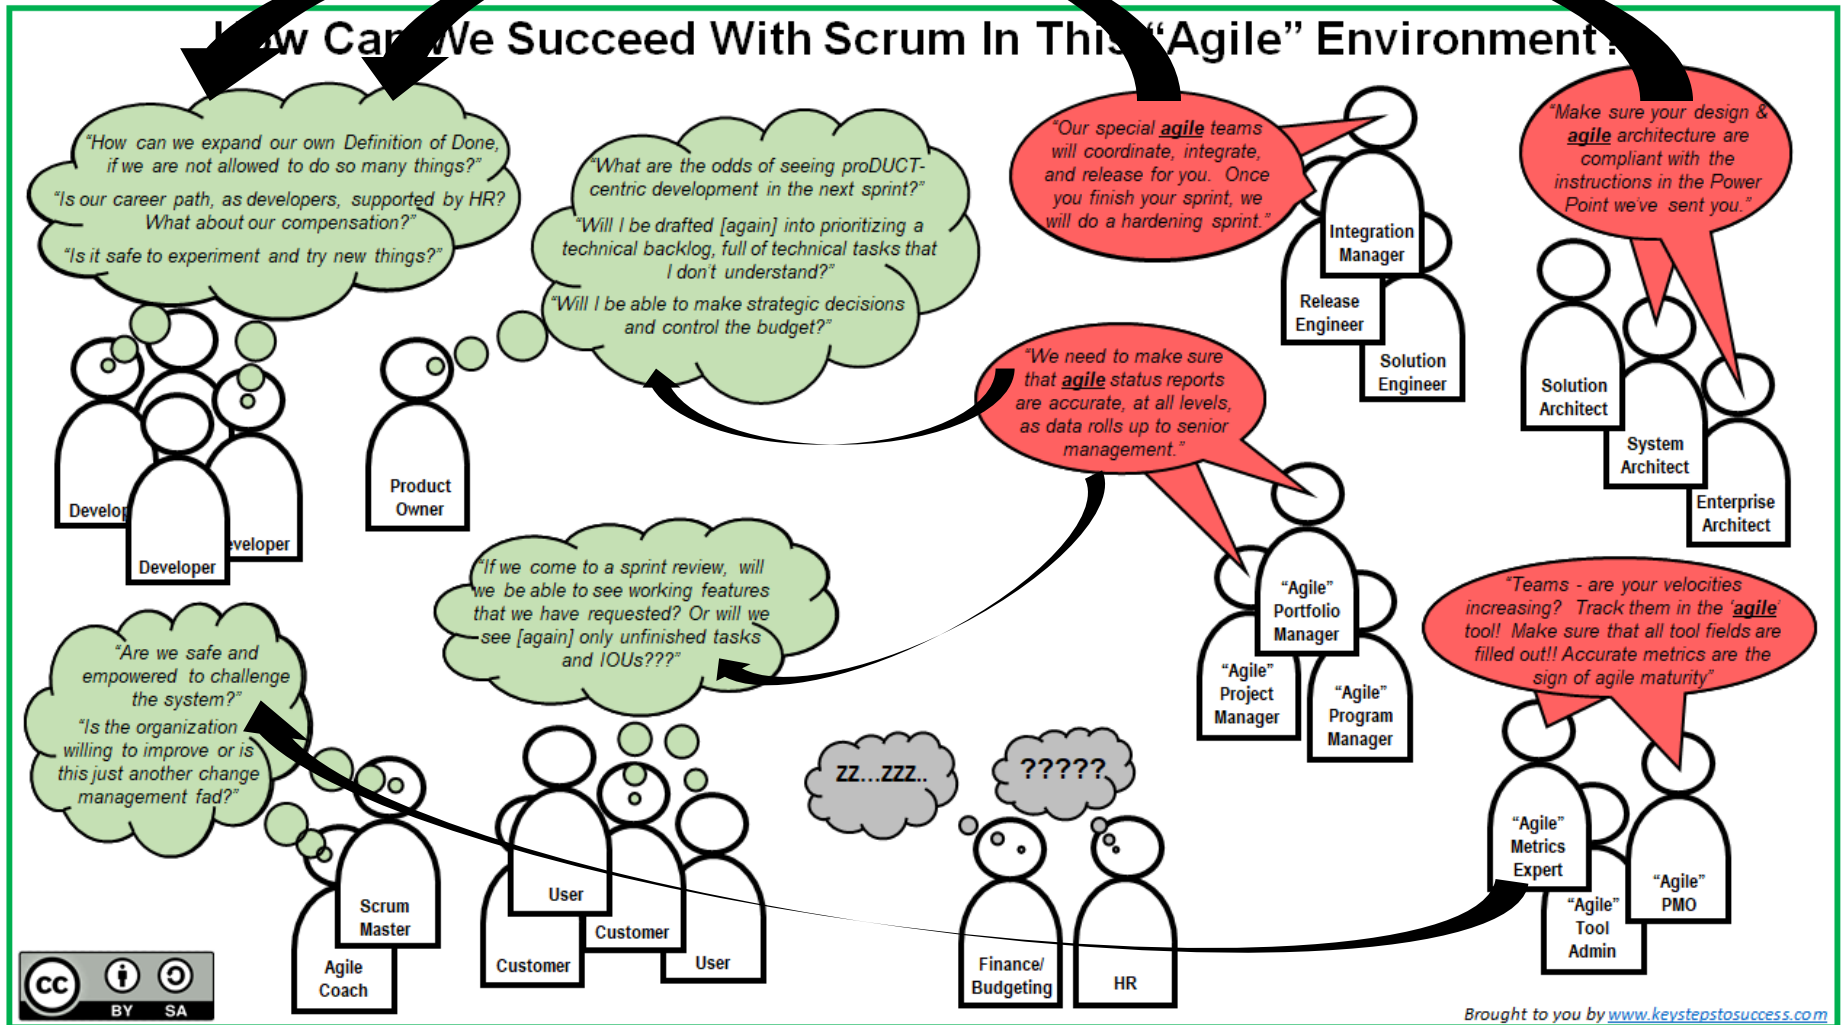 How Can We Succeed With Scrum In This “Agile” Environment?
“How can we expand our own Definition of Done,
if we are not allowed to do so many things?”
“Is our career path, as developers, supported by HR?
What about our compensation?”
“Is it safe to experiment and try new things?”
“What are the odds of seeing proDUCT-
centric development in the next sprint?”
“Will I be drafted [again] into prioritizing a
technical backlog, full of technical tasks that
I don’t understand?”
“Will I be able to make strategic decisions
and control the budget?”
“Our special agile teams
will coordinate, integrate,
and release for you. Once
you finish your sprint, we
will do a hardening sprint.”
Integration
Manager
Release
Engineer
Solution
Engineer
“Make sure your design &
agile architecture are
compliant with the
instructions in the Power
Point we’ve sent you.”
Solution
Architect
System
Architect
Enterprise
Architect
Develop
eveloper
Developer
Product
Owner
“We need to make sure
that agile status reports
are accurate, at all levels,
as data rolls up to senior
management.”
“Agile”
Portfolio
Manager
“Agile”
Project
Manager
“Agile”
Program
Manager
“If we come to a sprint review, will
we be able to see working features
that we have requested? Or will we
see [again] only unfinished tasks
and IOUs???”
“Teams - are your velocities
increasing? Track them in the ‘agile’
tool! Make sure that all tool fields are
filled out!! Accurate metrics are the
sign of agile maturity”
“Are we safe and
empowered to challenge
the system?”
“Is the organization
willing to improve or is
this just another change
management fad?”
Scrum
Master
Agile
Coach
User
Customer
Customer
User
zz...zzz..
?????
Finance/
Budgeting
HR
“Agile”
Metrics
Expert
“Agile”
Tool
Admin
“Agile”
PMO
cc
BY SA
Brought to you by www.keystepstosuccess.com